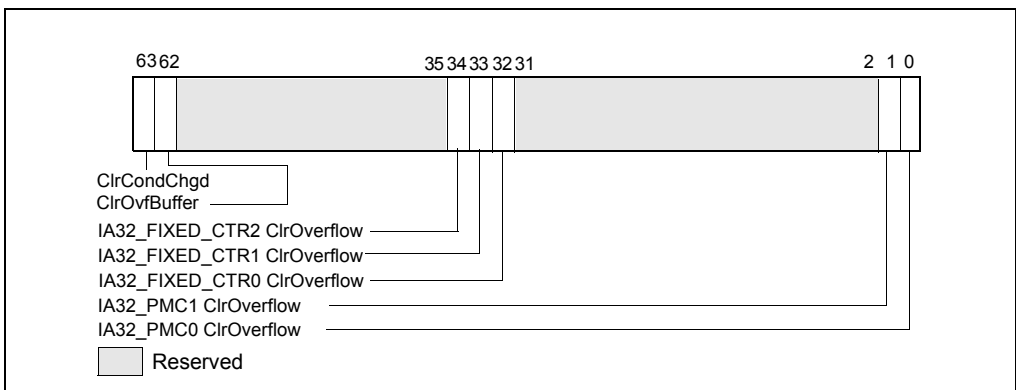 63 62 35 34 33 32 31 2 1 0
ClrCondChgd
ClrOvfBuffer
IA32_FIXED_CTR2 ClrOverflow
IA32_FIXED_CTR1 ClrOverflow
IA32_FIXED_CTR0 ClrOverflow
IA32_PMC1 ClrOverflow
IA32_PMC0 ClrOverflow
Reserved